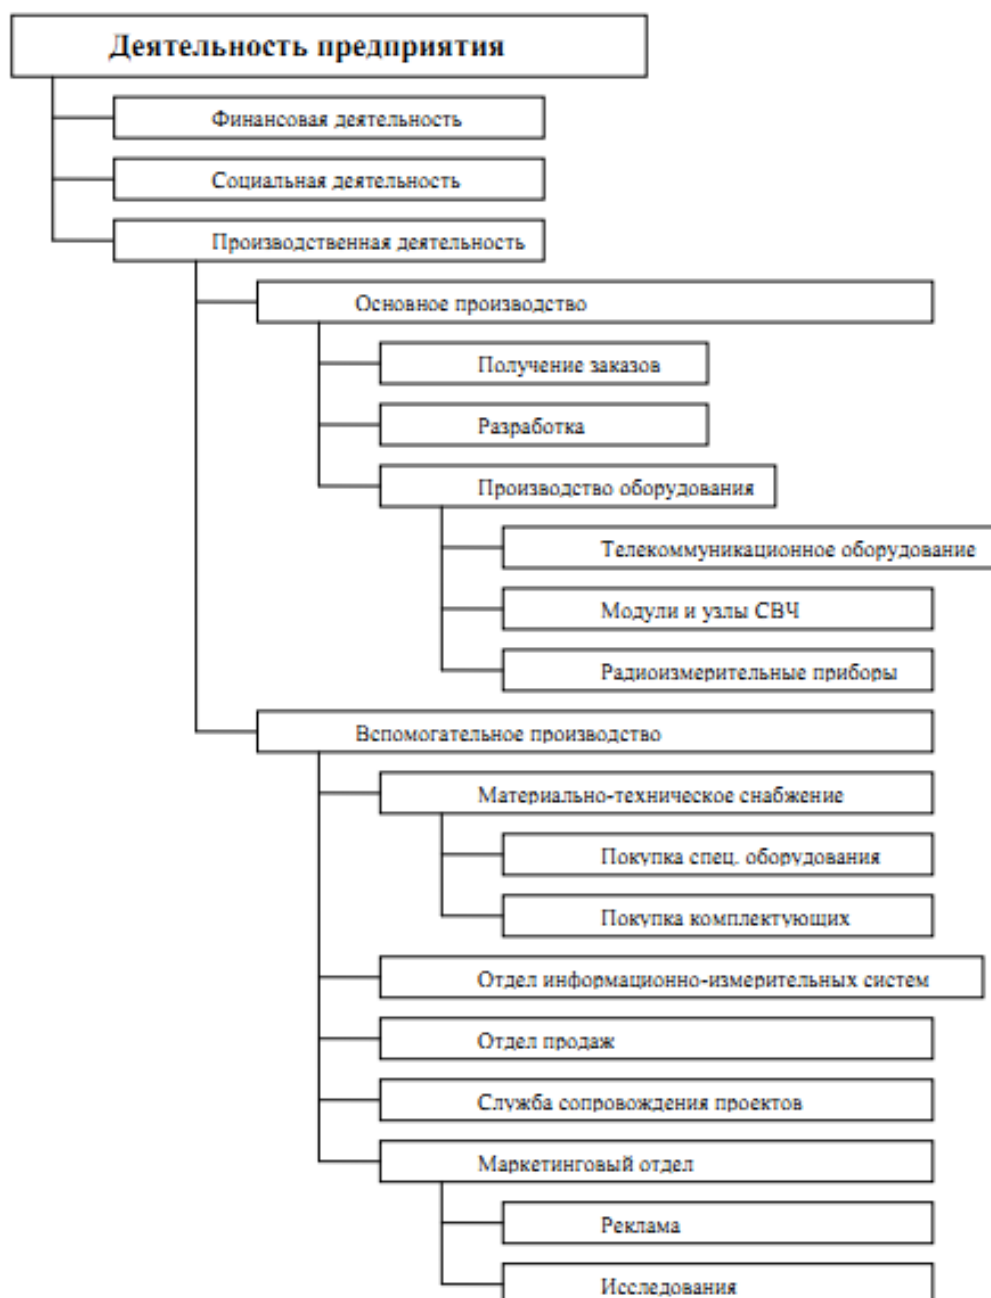 Деятельность предприятия
Финансовая деятельность
Социальная деятельность
Производственная деятельность
Основное производство
Получение заказов
Разработка
Производство оборудования
Телекоммуникационное оборудование
Модули и узлы СВЧ
Радиоизмерительные приборы
Вспомогательное производство
Материально-техническое снабжение
Покупка спец. оборудования
Покупка комплектующих
Отдел информационно-измерительных систем
Отдел продаж
Служба сопровождения проектов
Маркетинговый отдел
Реклама
Исследования